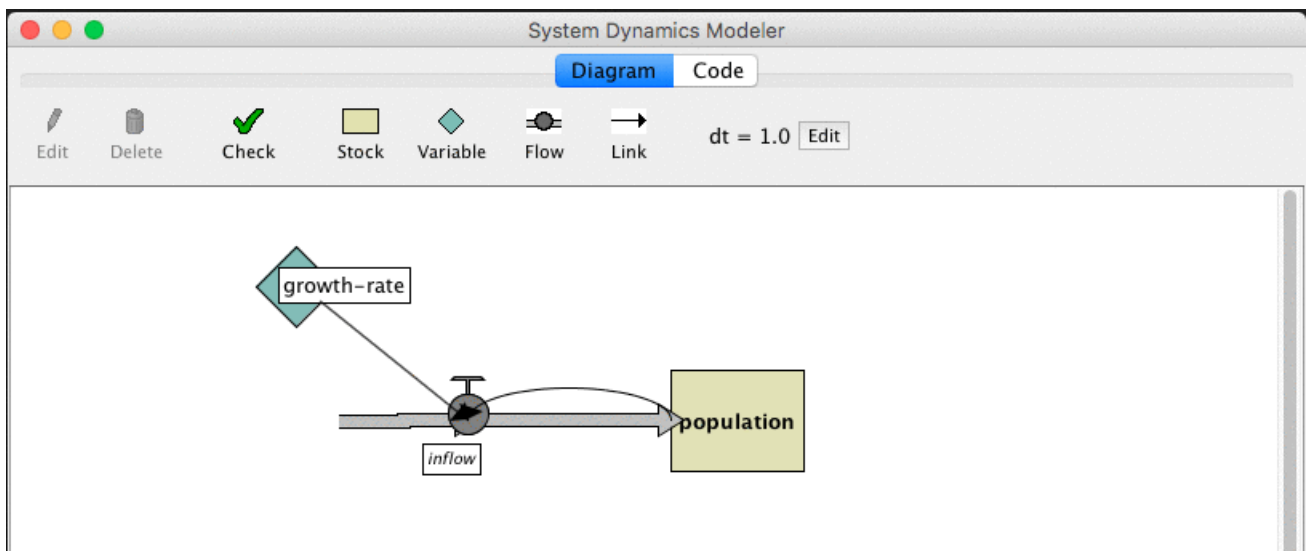 System Dynamics Modeler
Diagram Code
Edit Delete Check Stock Variable Flow Link dt = 1.0 Edit
growth-rate
population
inflow